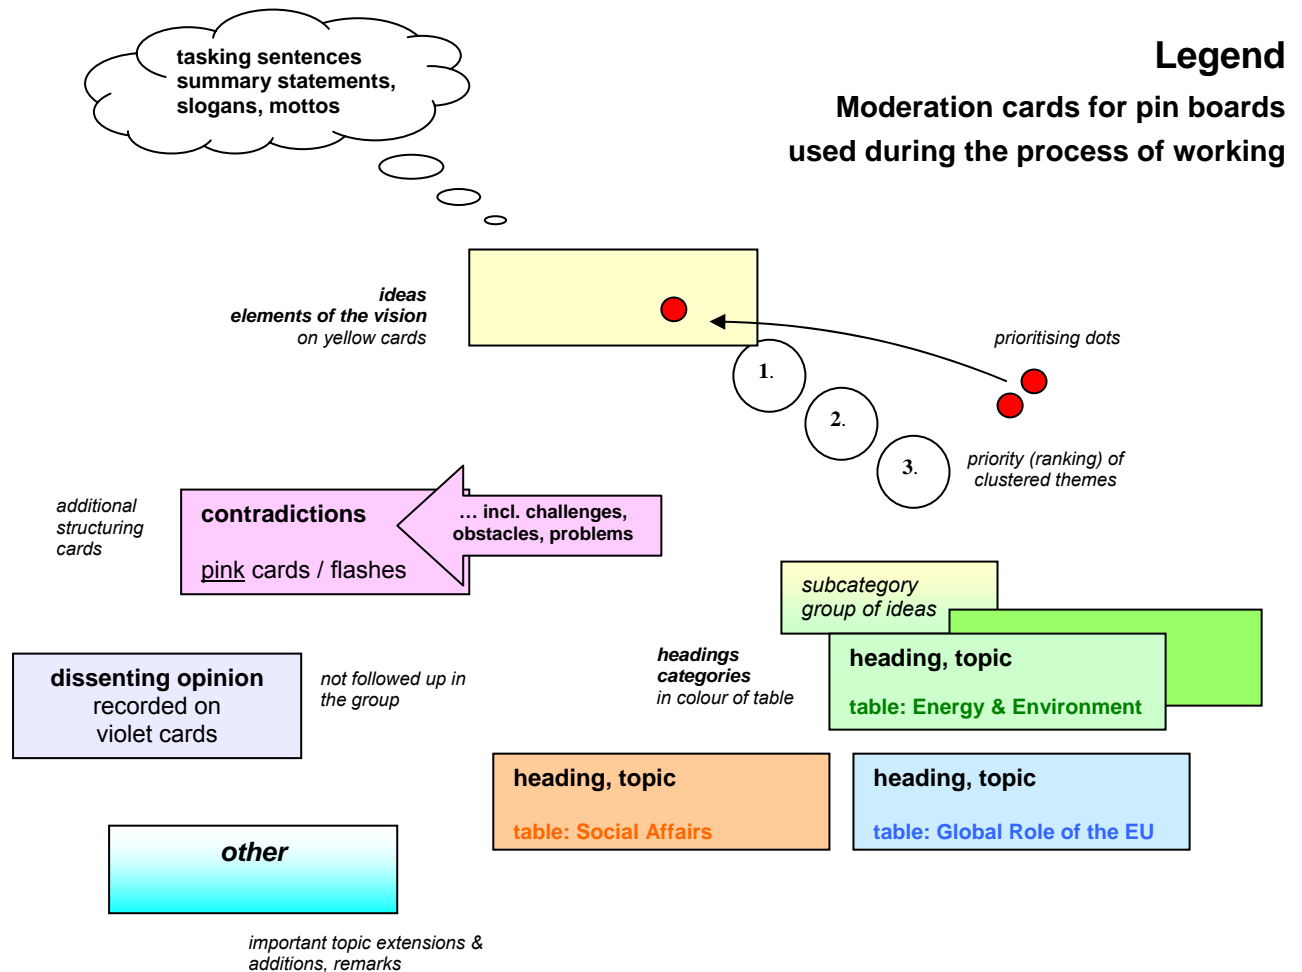 Legend
Moderation cards for pin boards
used during the process of working
tasking sentences
summary statements,
slogans, mottos
ideas
elements of the vision
on yellow cards
prioritising dots
1.
2.
3.
priority (ranking) of
clustered themes
additional
structuring
cards
contradictions
pink cards / flashes
… incl. challenges,
obstacles, problems
subcategory
group of ideas
headings
categories
in colour of table
heading, topic
table: Energy & Environment
dissenting opinion
recorded on
violet cards
not followed up in
the group
heading, topic
table: Social Affairs
heading, topic
table: Global Role of the EU
other
important topic extensions &
additions, remarks